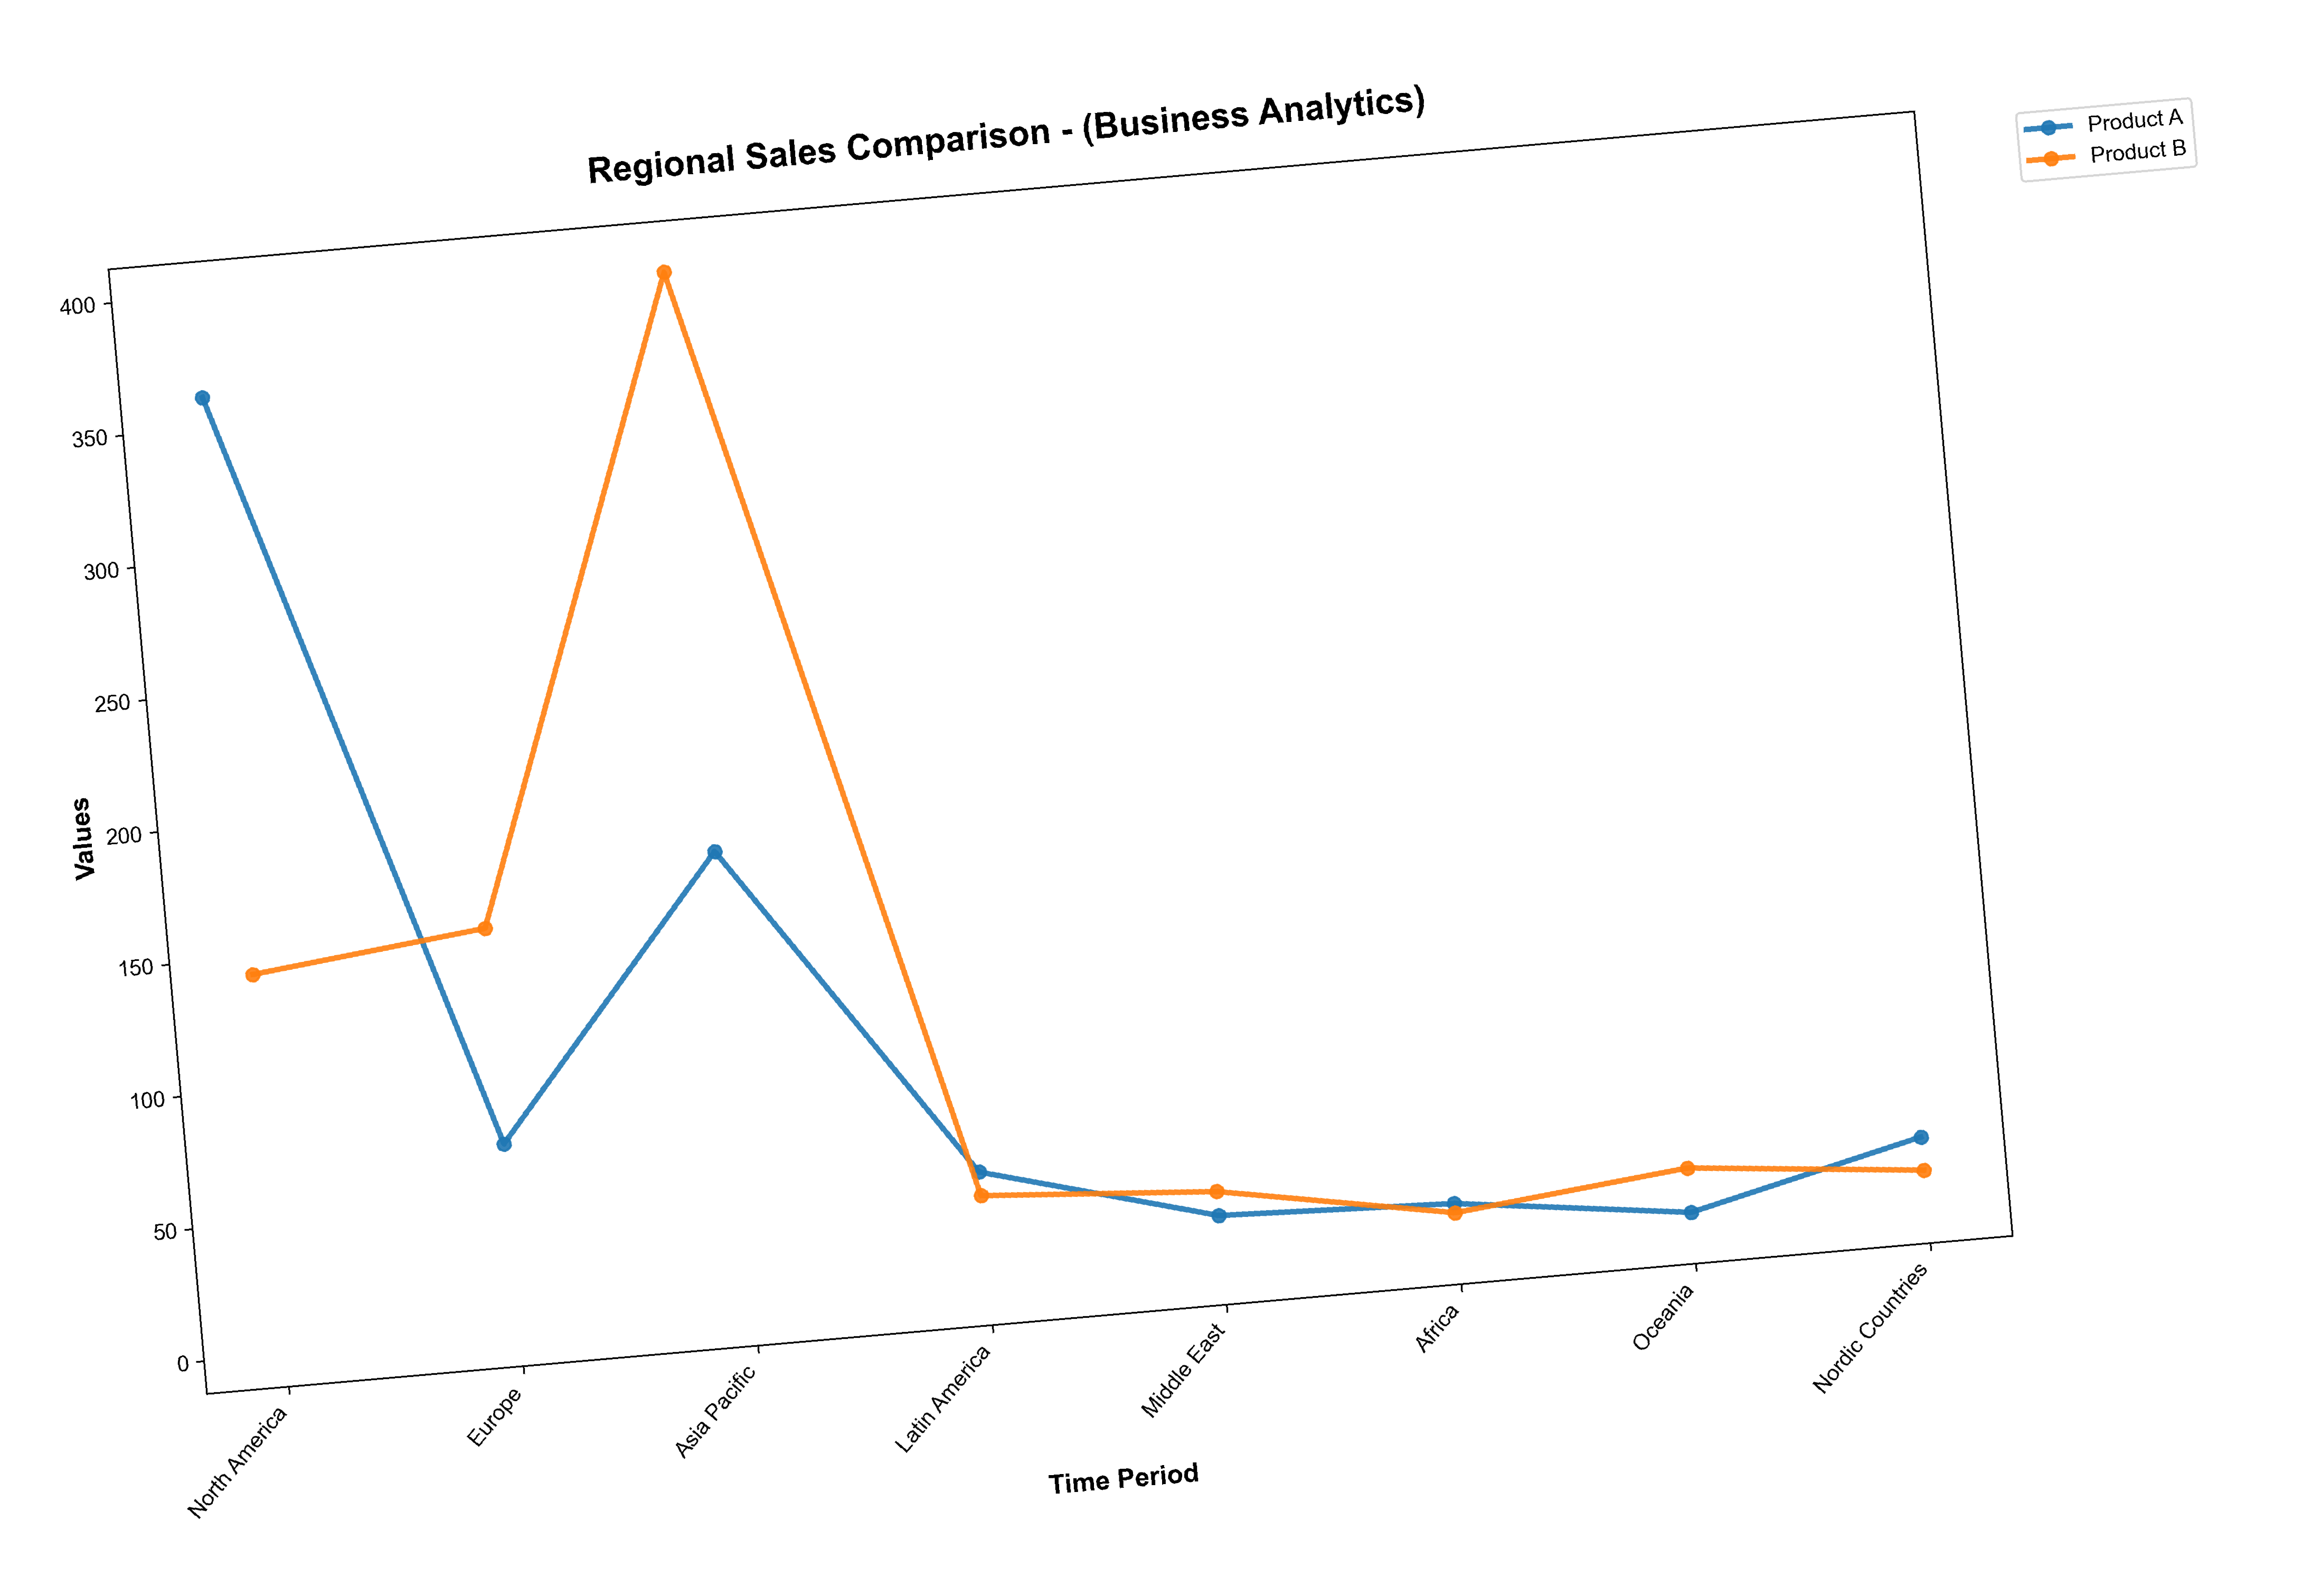 Regional Sales Comparison - (Business Analytics)
Product A
Product B
Values
400
350
300
250
200
150
100
50
0
North America
Europe
Asia Pacific
Latin America
Middle East
Africa
Oceania
Nordic Countries
Time Period